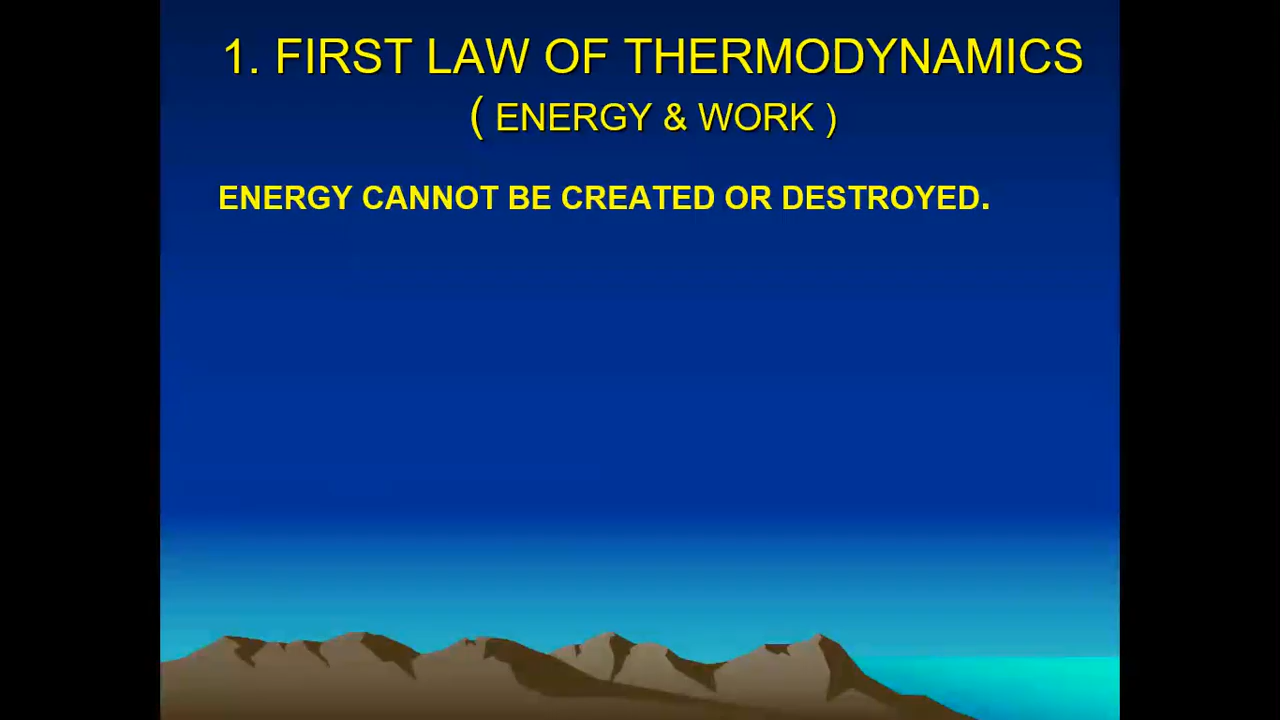 1. FIRST LAW OF THERMODYNAMICS
( ENERGY & WORK )
ENERGY CANNOT BE CREATED OR DESTROYED.